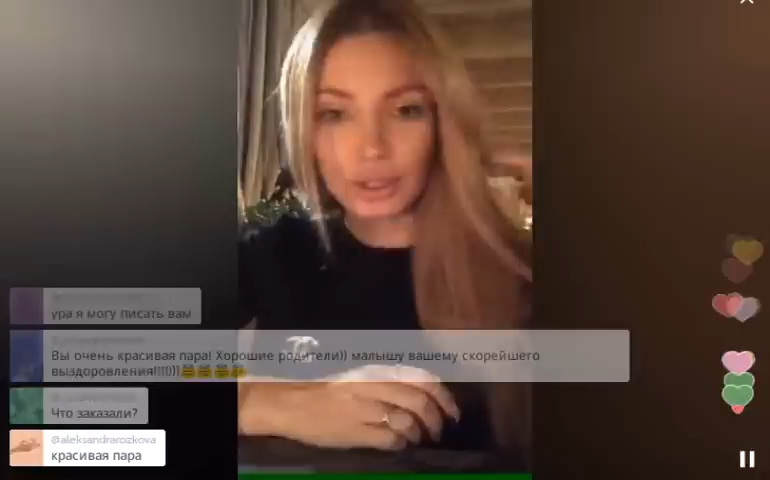 ура я могу писать вам
Вы очень красивая пара! Хорошие родители)) малышу вашему скорейшего
выздоровления!!!!)))
Что заказали?
@aleksandrarozkova
красивая пара